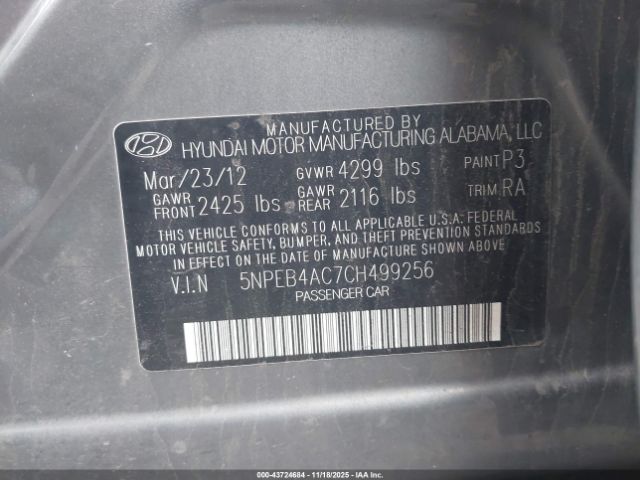 MANUFACTURED BY
HYUNDAI MOTOR MANUFACTURING ALABAMA, LLC
Mar/23/12 GVWR 4299 lbs PAINT P3
GAWR FRONT 2425 lbs GAWR REAR 2116 lbs TRIM RA
THIS VEHICLE CONFORMS TO ALL APPLICABLE U.S.A. FEDERAL
MOTOR VEHICLE SAFETY, BUMPER, AND THEFT PREVENTION STANDARDS
IN EFFECT ON THE DATE OF MANUFACTURE SHOWN ABOVE
V.I.N 5NPEB4AC7CH499256
PASSENGER CAR
000-43724684 - 11/18/2025 - IAAI.com